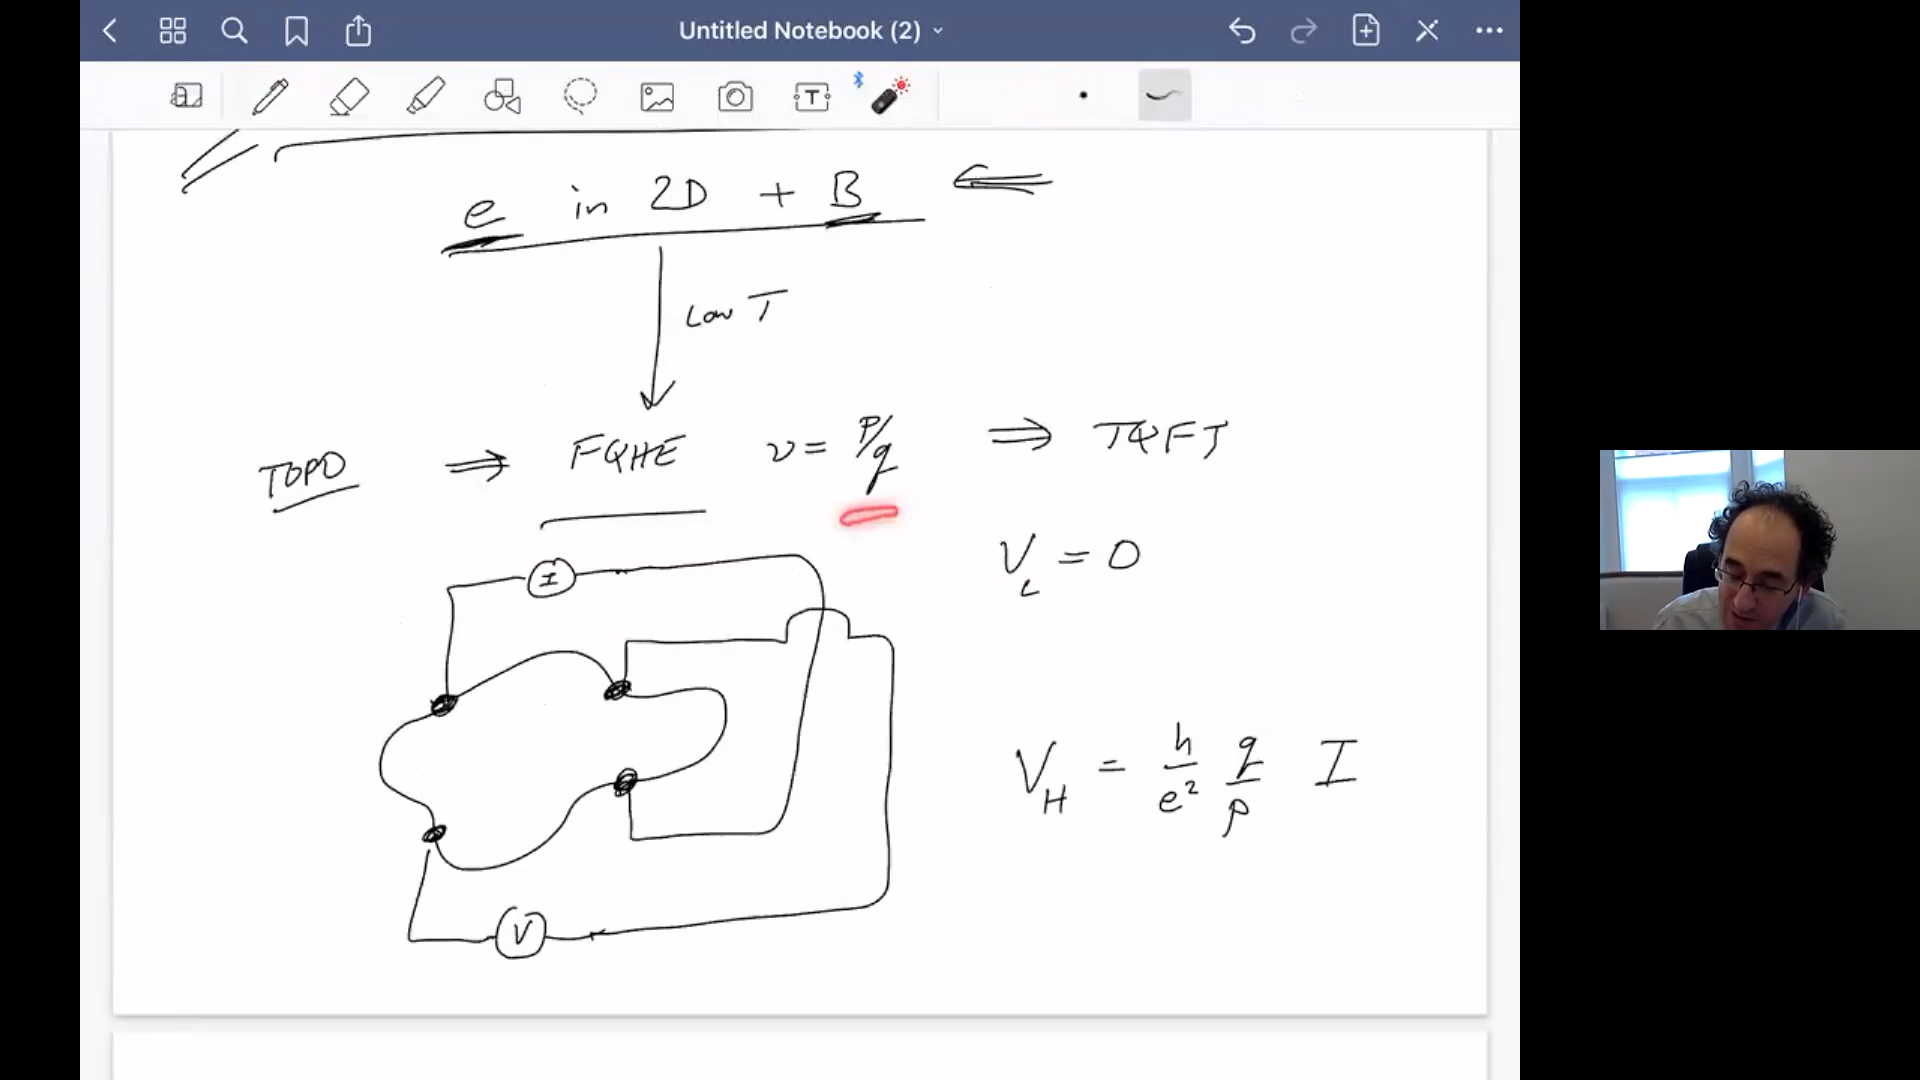 Untitled Notebook (2)
T
e in 2D + B
Low T
TOPO ⇒ FQHE ν = p/q ⇒ TQFT
I
V_L = 0
V_H = h/e² q/p I
V